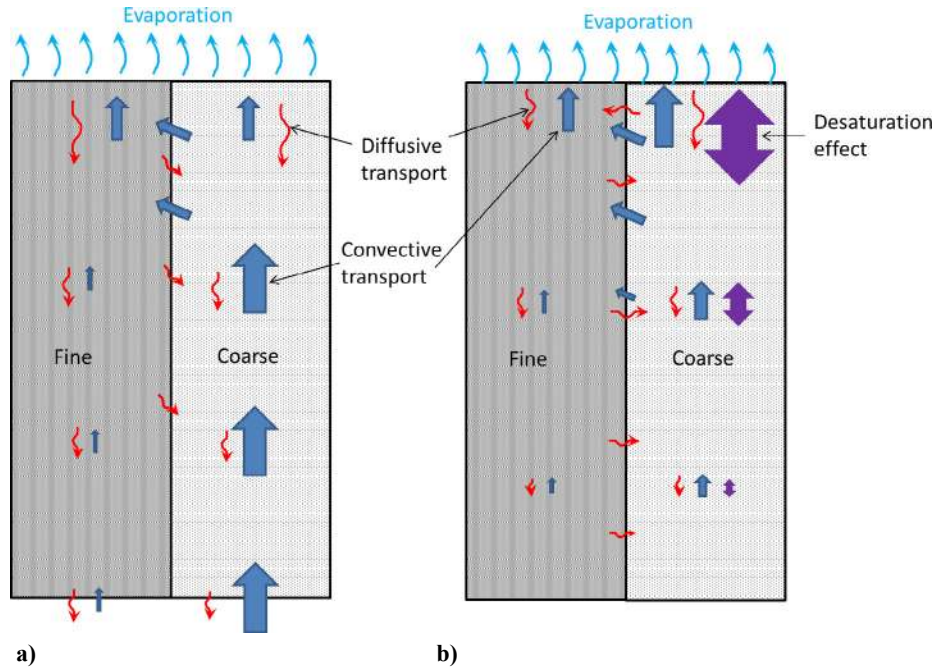 Evaporation
Evaporation
Diffusive
transport
Desaturation
effect
Convective
transport
Fine
Coarse
Fine
Coarse
a)
b)